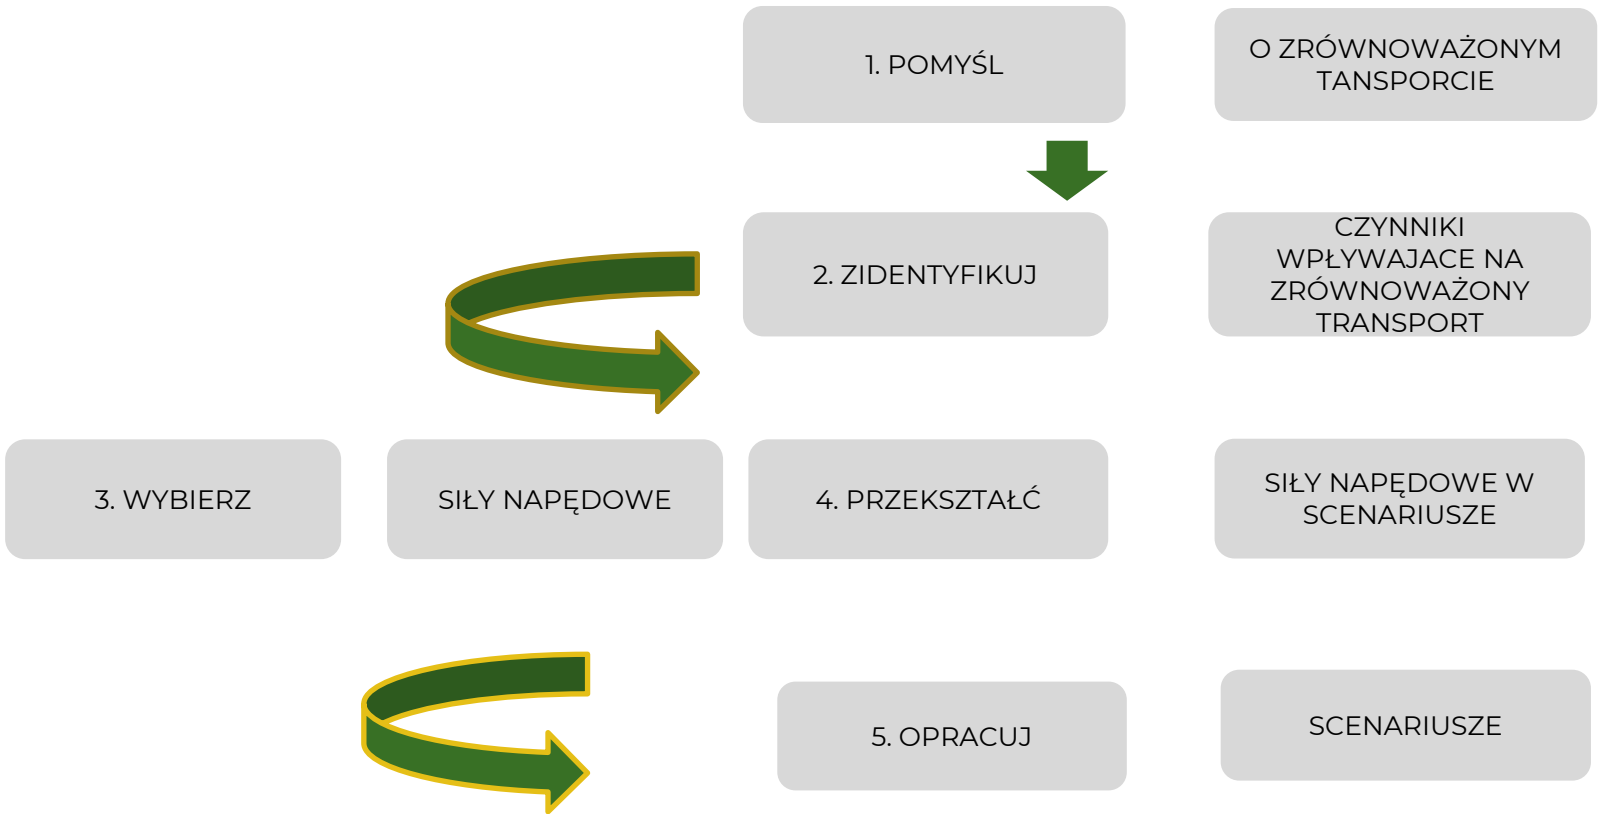 1. POMYŚL
O ZRÓWNOWAŻONYM
TANSPORCIE
2. ZIDENTYFIKUJ
CZYNNIKI
WPŁYWAJACE NA
ZRÓWNOWAŻONY
TRANSPORT
3. WYBIERZ
SIŁY NAPĘDOWE
4. PRZEKSZTAŁĆ
SIŁY NAPĘDOWE W
SCENARIUSZE
5. OPRACUJ
SCENARIUSZE